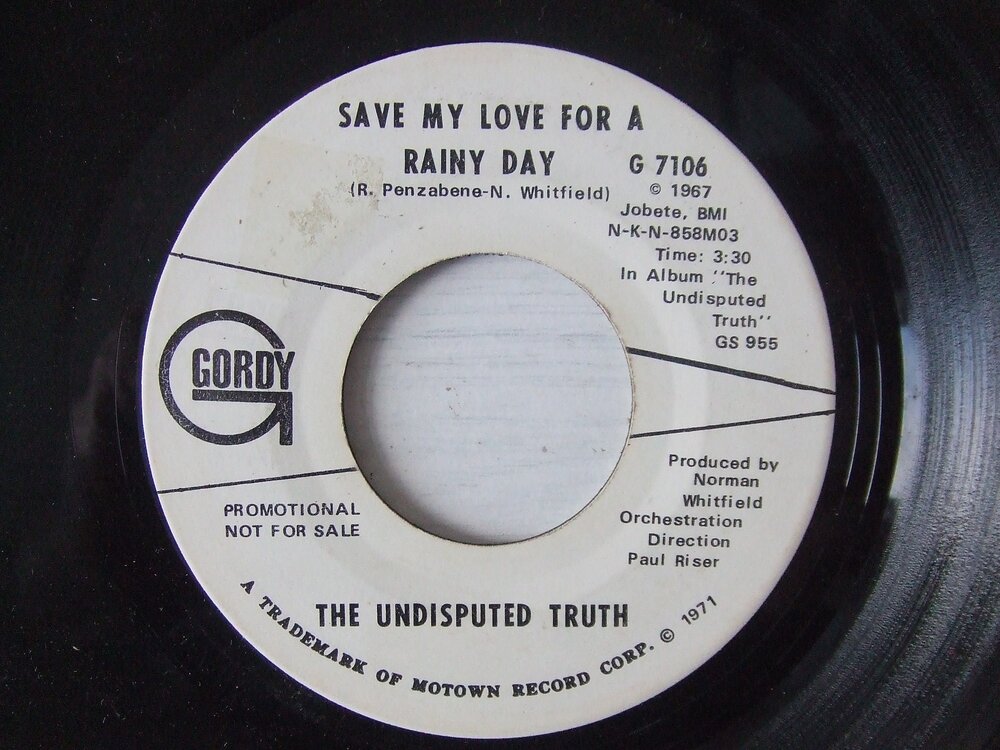 SAVE MY LOVE FOR A
RAINY DAY
(R. Penzabene-N. Whitfield)
G 7106
© 1967
Jobete, BMI
N-K-N-858M03
Time: 3:30
In Album "The
Undisputed
Truth"
GS 955
GORDY
PROMOTIONAL
NOT FOR SALE
Produced by
Norman
Whitfield
Orchestration
Direction
Paul Riser
THE UNDISPUTED TRUTH
A TRADEMARK OF MOTOWN RECORD CORP. © 1971